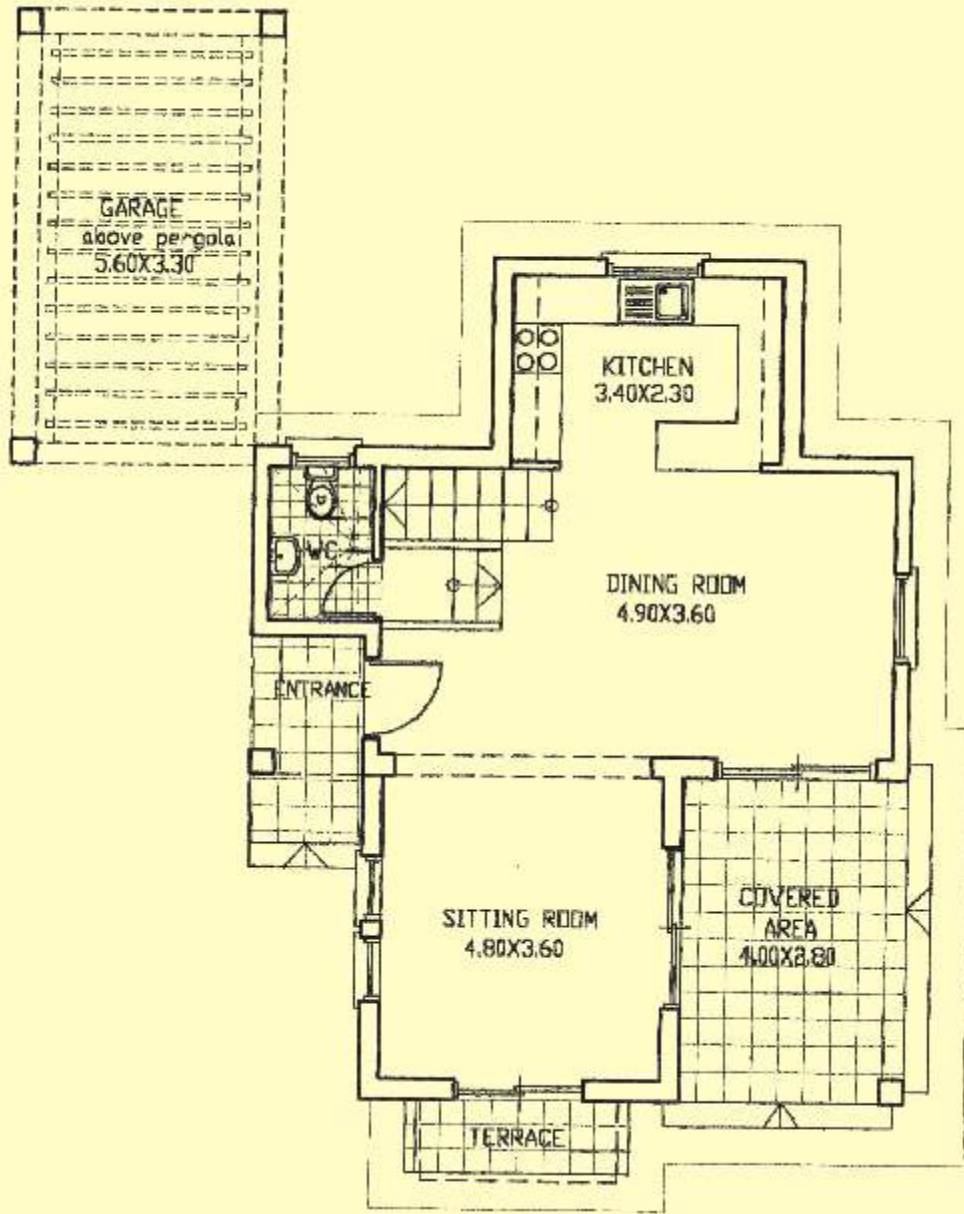 GARAGE
above pergola
5.60X3.30
KITCHEN
3.40X2.30
WC
DINING ROOM
4.90X3.60
ENTRANCE
SITTING ROOM
4.80X3.60
COVERED
AREA
4.00X2.80
TERRACE